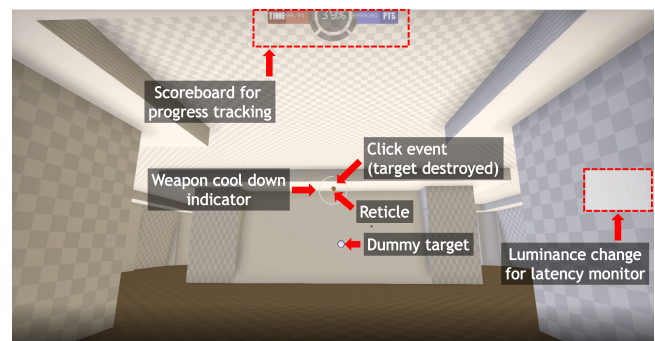 TIME
39%
PTS
Scoreboard for
progress tracking
Click event
(target destroyed)
Weapon cool down
indicator
Reticle
Dummy target
Luminance change
for latency monitor